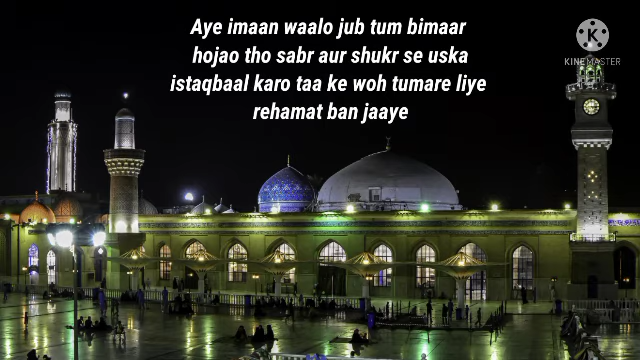 Aye imaan waalo jub tum bimaar
hojao tho sabr aur shukr se uska
istaqbaal karo taa ke woh tumare liye
rehamat ban jaaye
KINEMASTER